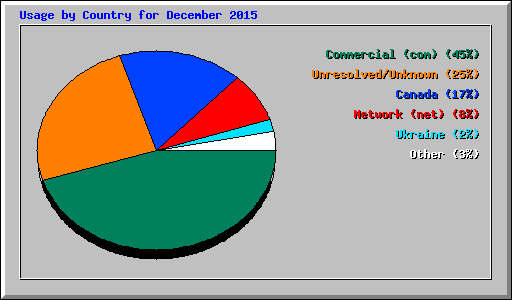 Usage by Country for December 2015
Commercial (com) (45%)
Unresolved/Unknown (25%)
Canada (17%)
Network (net) (8%)
Ukraine (2%)
Other (3%)